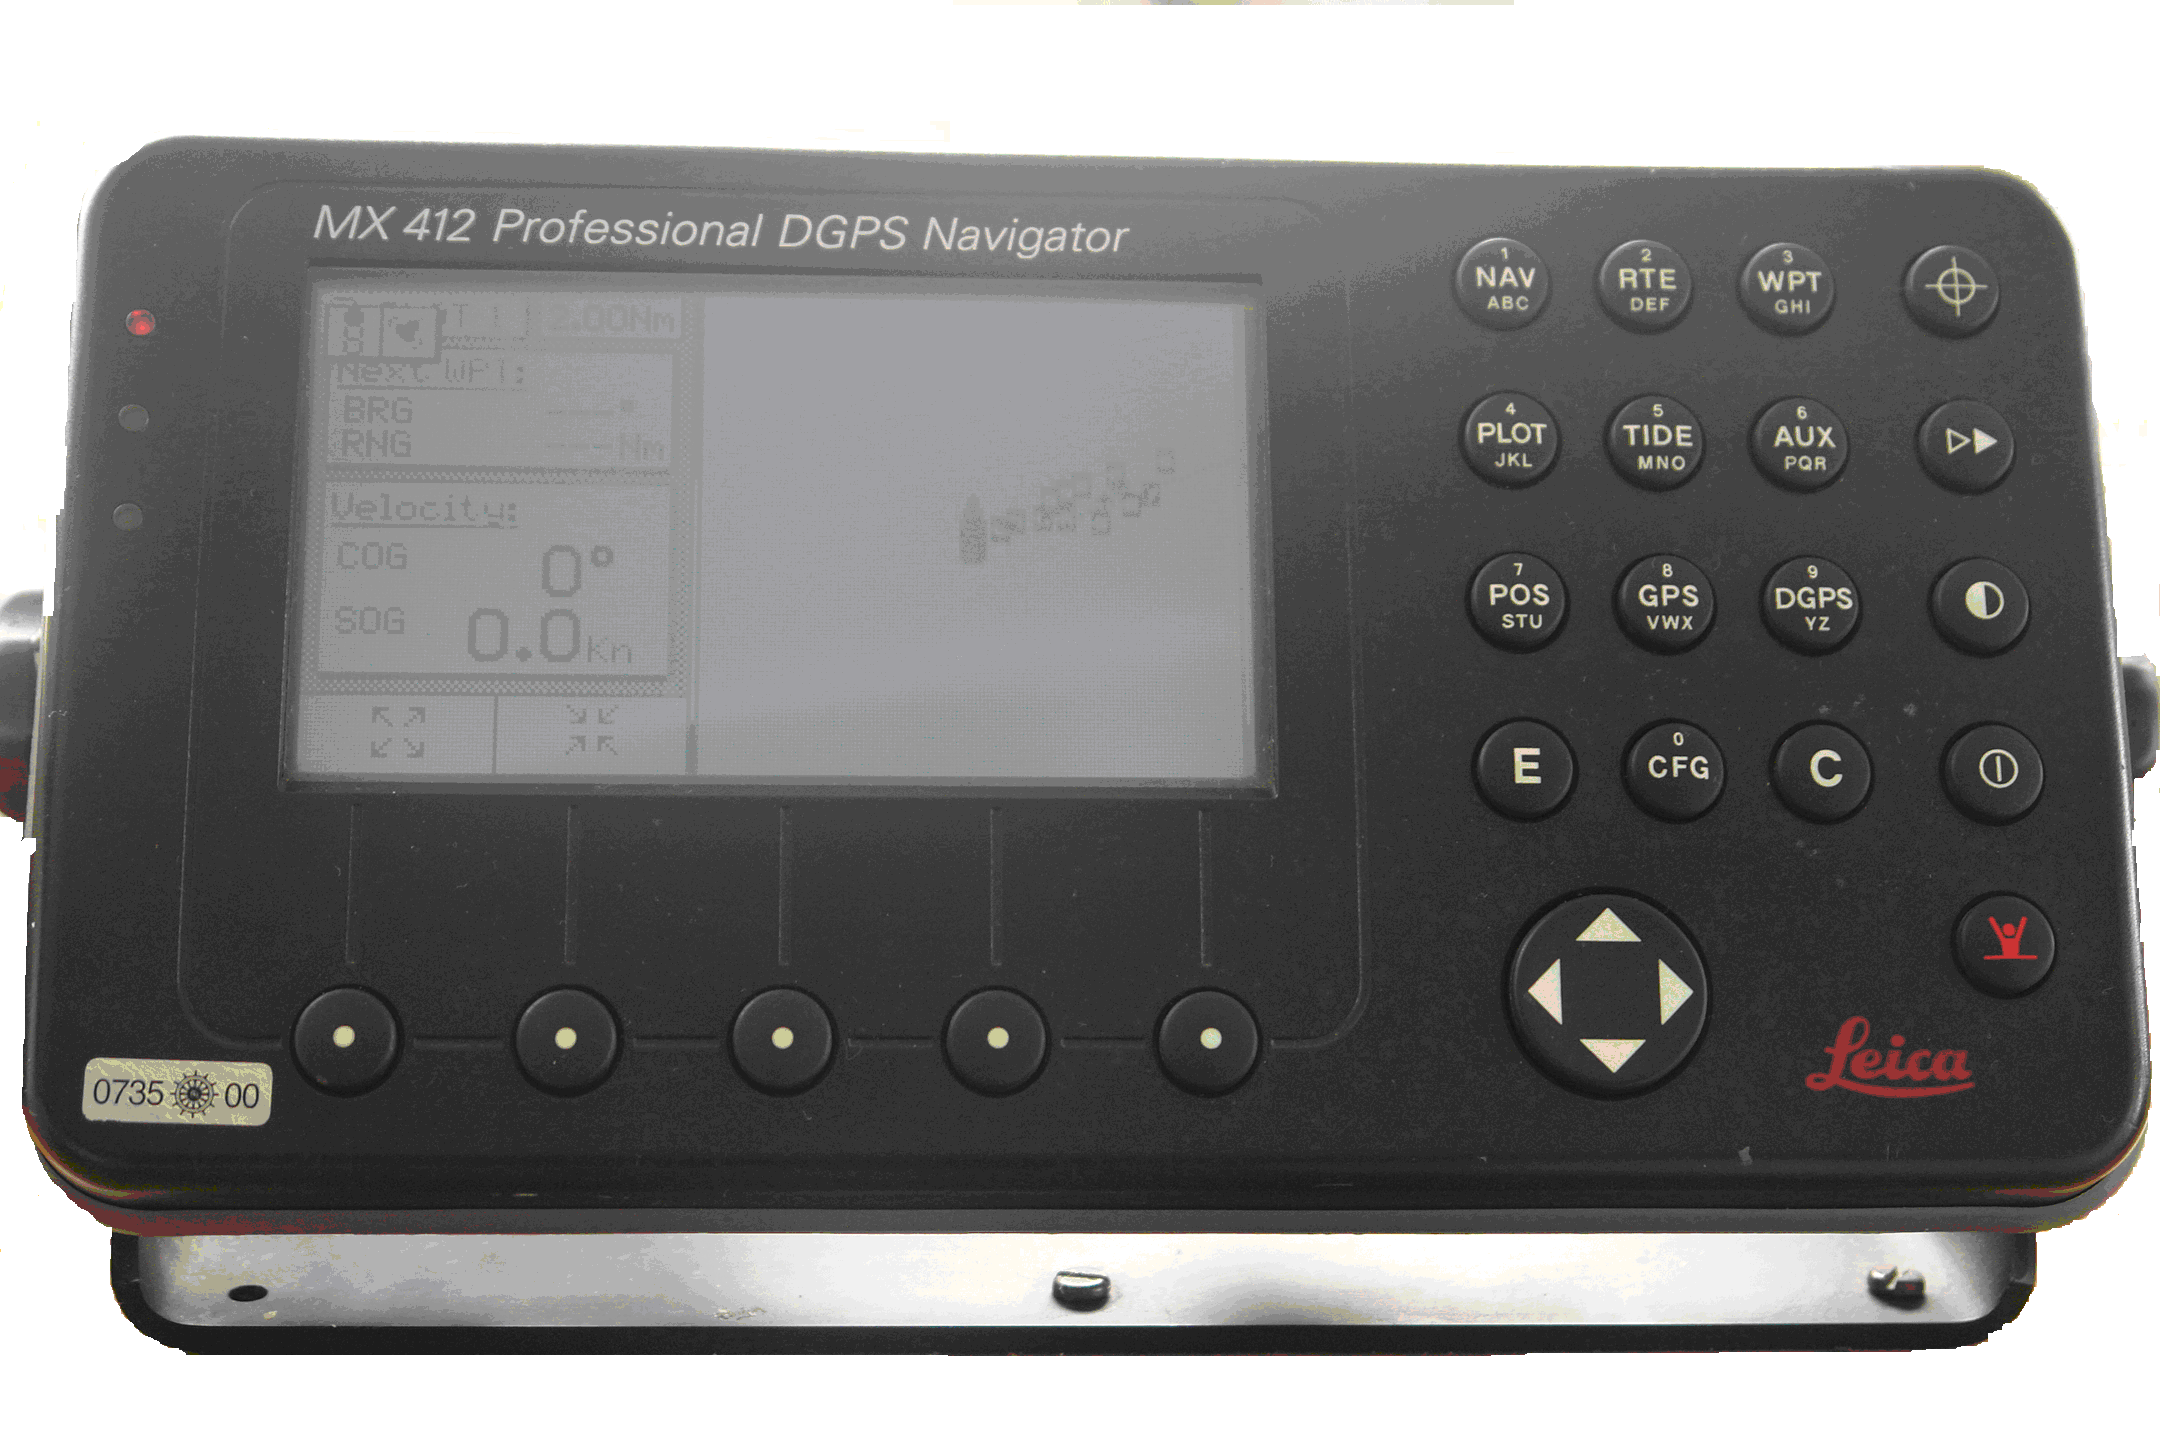 MX 412 Professional DGPS Navigator
2.00Nm
Next WPT:
BRG ---°
RNG ---Nm
Velocity:
COG 0°
SOG 0.0Kn
1 NAV ABC
2 RTE DEF
3 WPT GHI
4 PLOT JKL
5 TIDE MNO
6 AUX PQR
7 POS STU
8 GPS VWX
9 DGPS YZ
E
0 CFG
C
Leica
0735 00